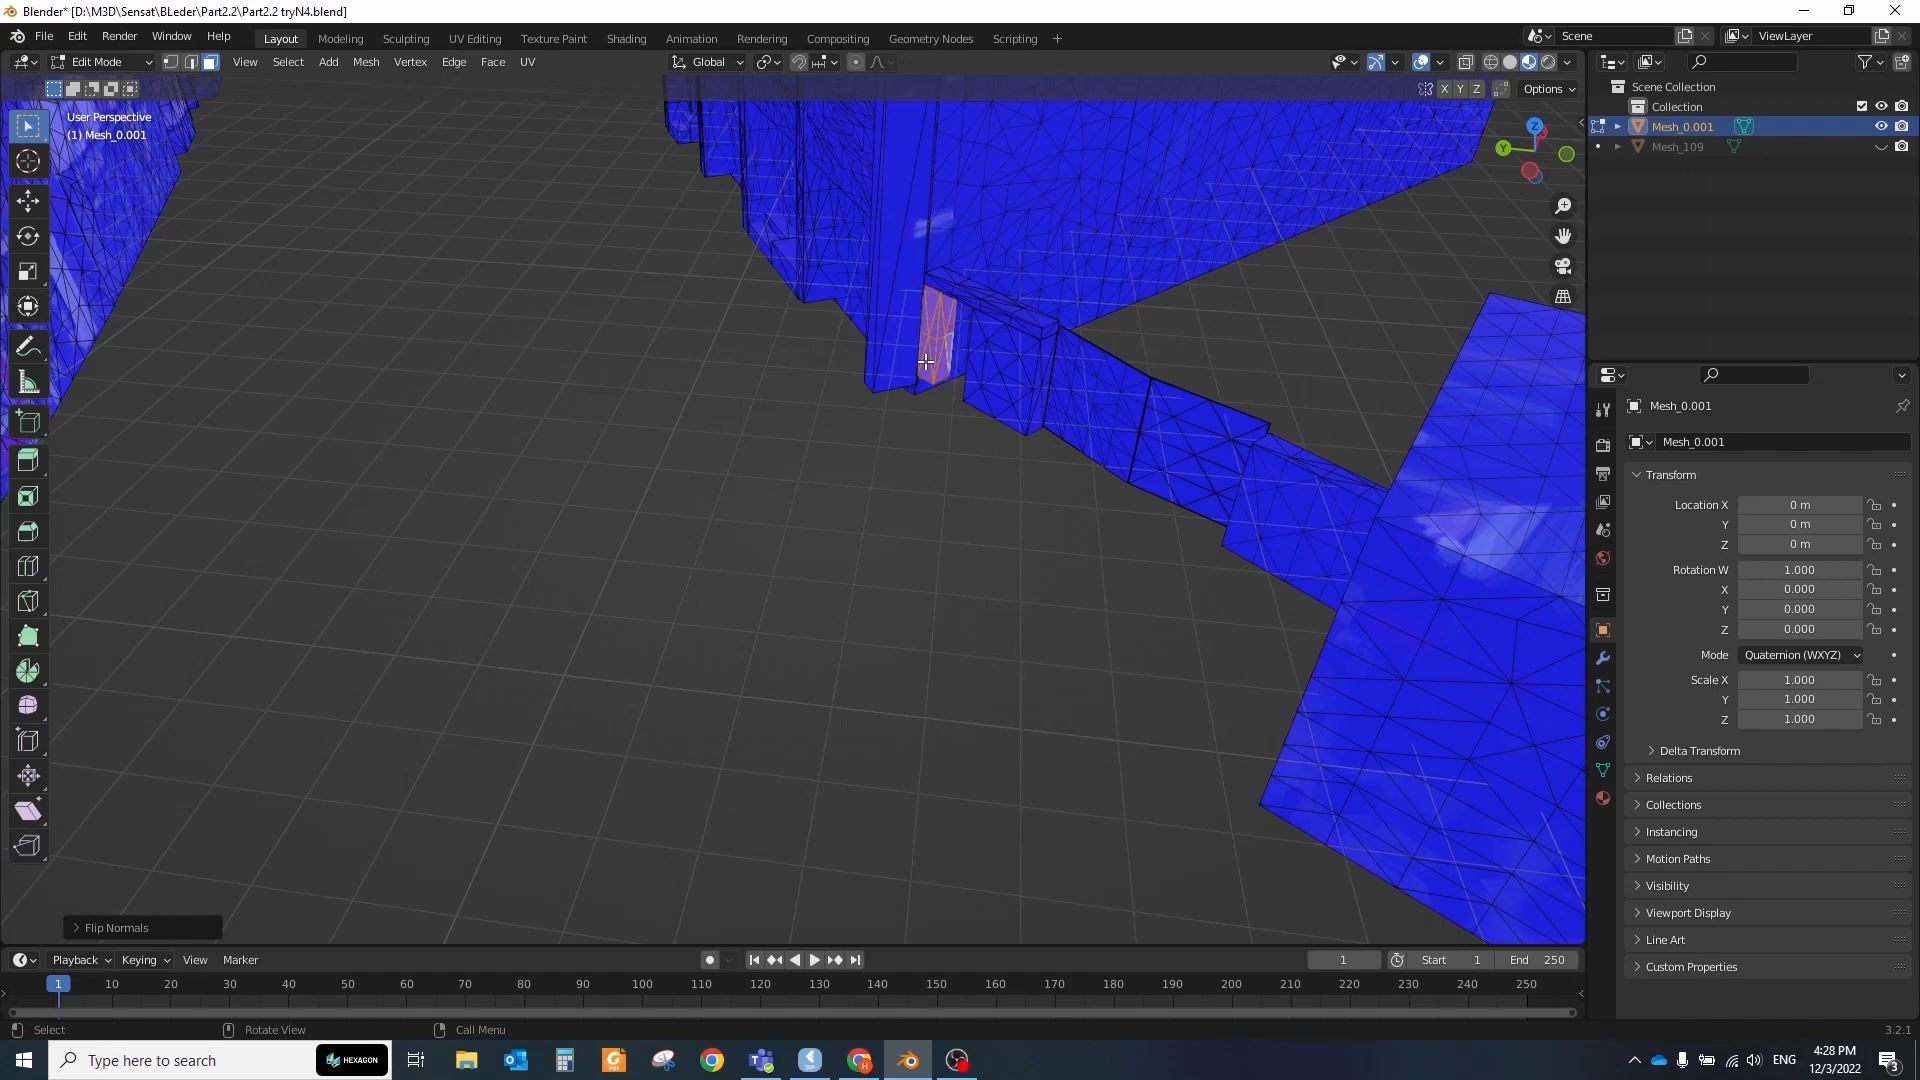 Blender* [D:\M3D\Sensat\BLeder\Part2.2\Part2.2 tryN4.blend]
File Edit Render Window Help Layout Modeling Sculpting UV Editing Texture Paint Shading Animation Rendering Compositing Geometry Nodes Scripting + Scene ViewLayer
Edit Mode View Select Add Mesh Vertex Edge Face UV Global
X Y Z Options
User Perspective
(1) Mesh_0.001
Z
Y
Scene Collection
Collection
Mesh_0.001
Mesh_109
Mesh_0.001
Mesh_0.001
Transform
Location X 0 m
Y 0 m
Z 0 m
Rotation W 1.000
X 0.000
Y 0.000
Z 0.000
Mode Quaternion (WXYZ)
Scale X 1.000
Y 1.000
Z 1.000
Delta Transform
Relations
Collections
Instancing
Motion Paths
Visibility
Viewport Display
Line Art
Custom Properties
Flip Normals
Playback Keying View Marker 1 Start 1 End 250
1 10 20 30 40 50 60 70 80 90 100 110 120 130 140 150 160 170 180 190 200 210 220 230 240 250
Select Rotate View Call Menu 3.2.1
Type here to search HEXAGON ENG 4:28 PM
12/3/2022 3